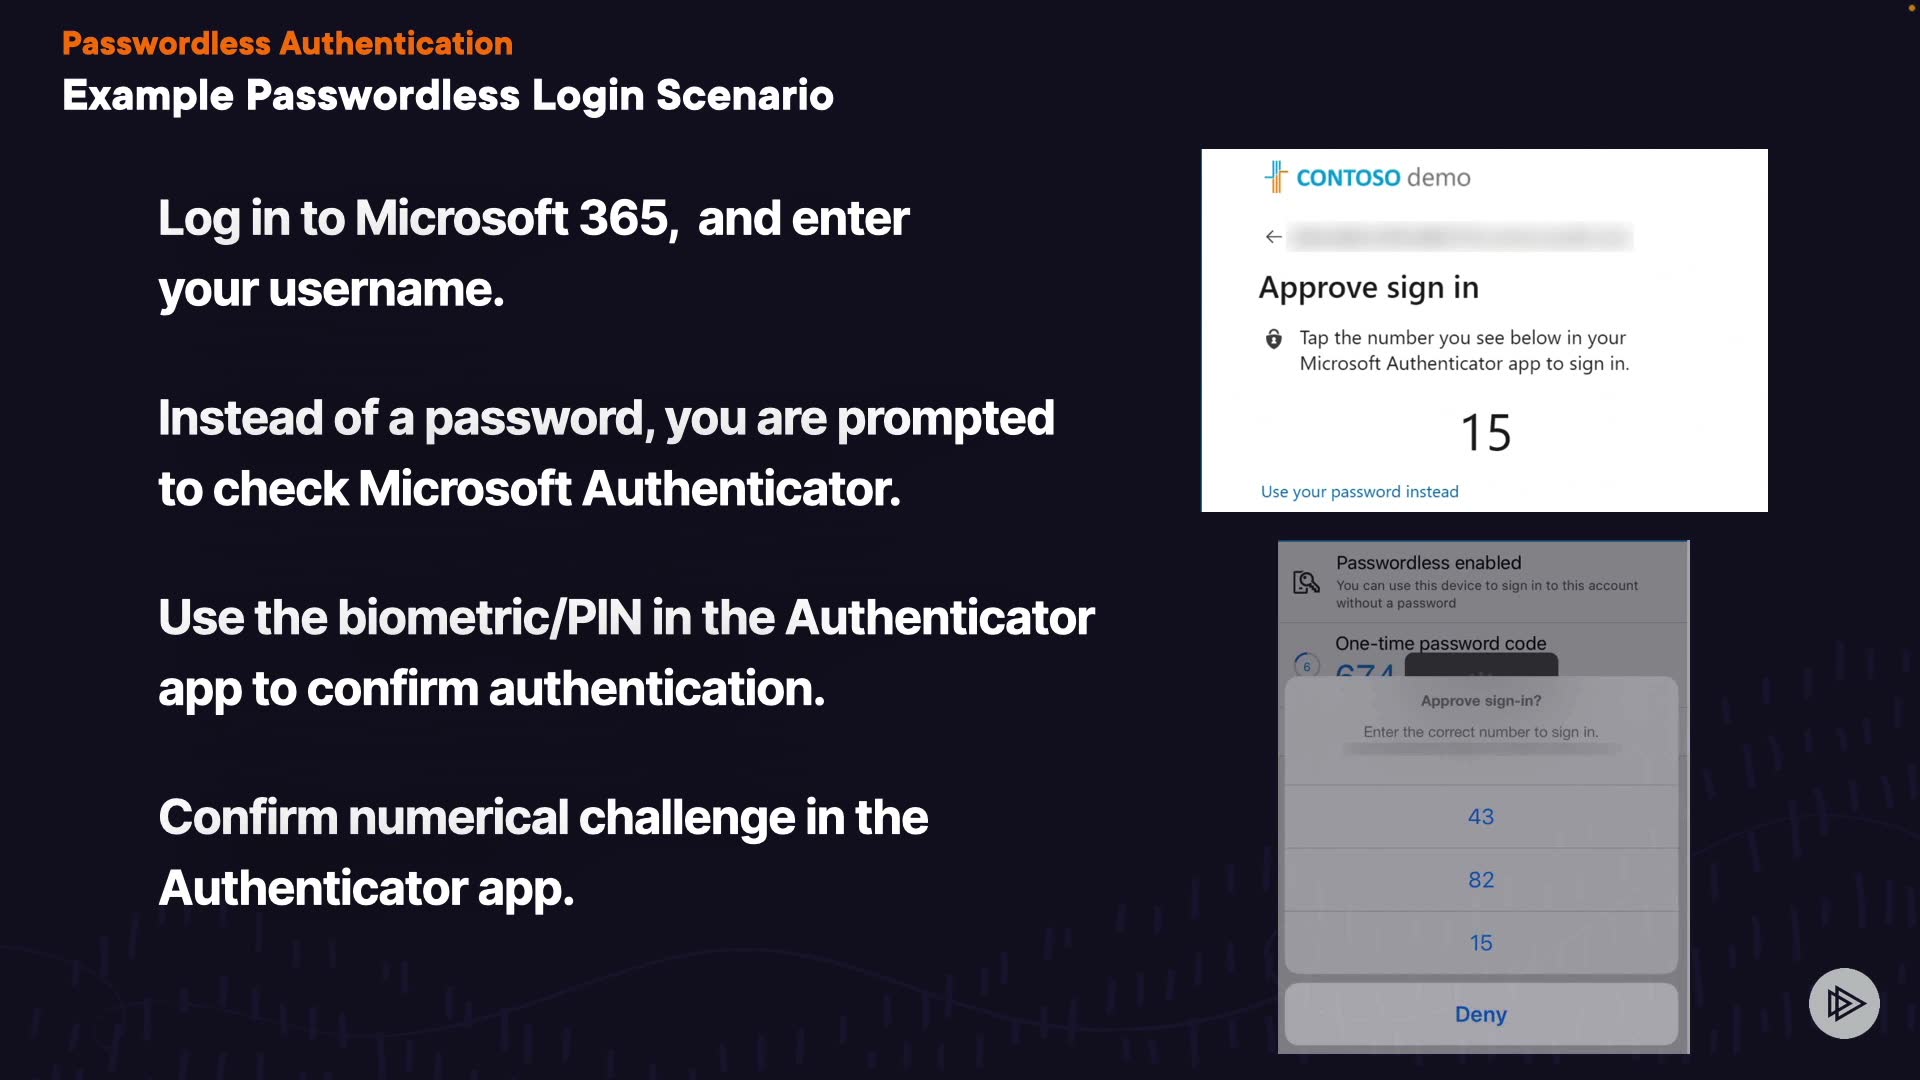 Passwordless Authentication
Example Passwordless Login Scenario
Log in to Microsoft 365, and enter
your username.
Instead of a password, you are prompted
to check Microsoft Authenticator.
Use the biometric/PIN in the Authenticator
app to confirm authentication.
Confirm numerical challenge in the
Authenticator app.
CONTOSO demo
Approve sign in
Tap the number you see below in your
Microsoft Authenticator app to sign in.
15
Use your password instead
Passwordless enabled
You can use this device to sign in to this account
without a password
One-time password code
6
674
Approve sign-in?
Enter the correct number to sign in.
43
82
15
Deny